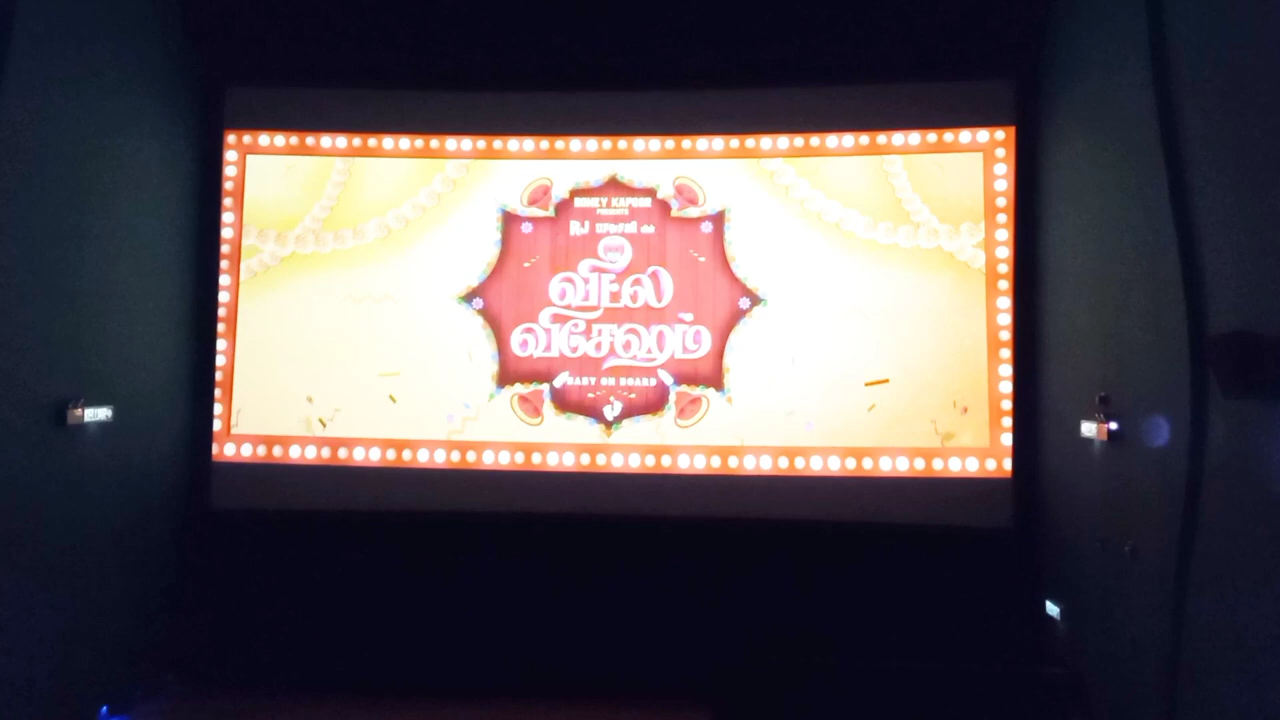 BONEY KAPOOR
PRESENTS
RJ பாலாஜி யின்
வீட்ல
விசேஷம்
BABY ON BOARD